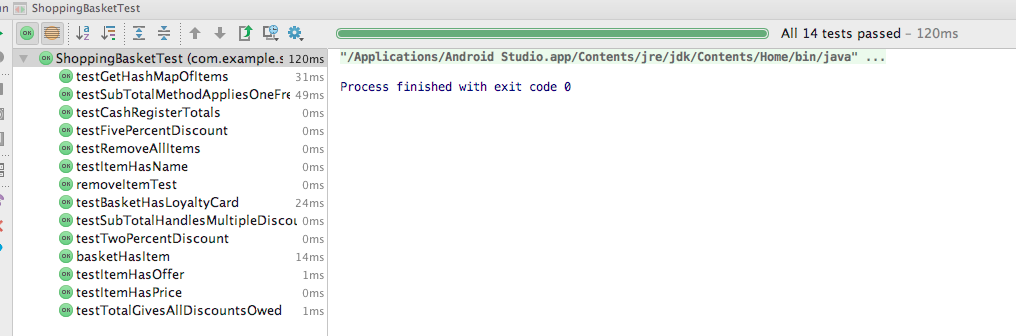 ın ShoppingBasketTest
All 14 tests passed – 120ms
ShoppingBasketTest (com.example.s 120ms
testGetHashMapOfItems 31ms
testSubTotalMethodAppliesOneFre 49ms
testCashRegisterTotals 0ms
testFivePercentDiscount 0ms
testRemoveAllItems 0ms
testItemHasName 0ms
removeItemTest 0ms
testBasketHasLoyaltyCard 24ms
testSubTotalHandlesMultipleDiscou 0ms
testTwoPercentDiscount 0ms
basketHasItem 14ms
testItemHasOffer 1ms
testItemHasPrice 0ms
testTotalGivesAllDiscountsOwed 1ms
"/Applications/Android Studio.app/Contents/jre/jdk/Contents/Home/bin/java" ...
Process finished with exit code 0